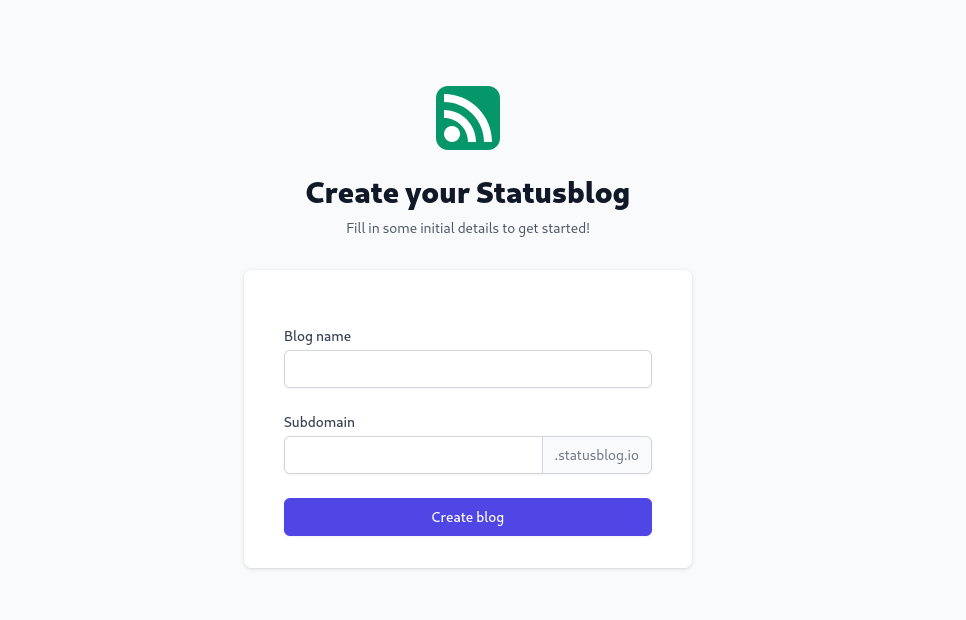 Create your Statusblog
Fill in some initial details to get started!
Blog name
Subdomain
.statusblog.io
Create blog